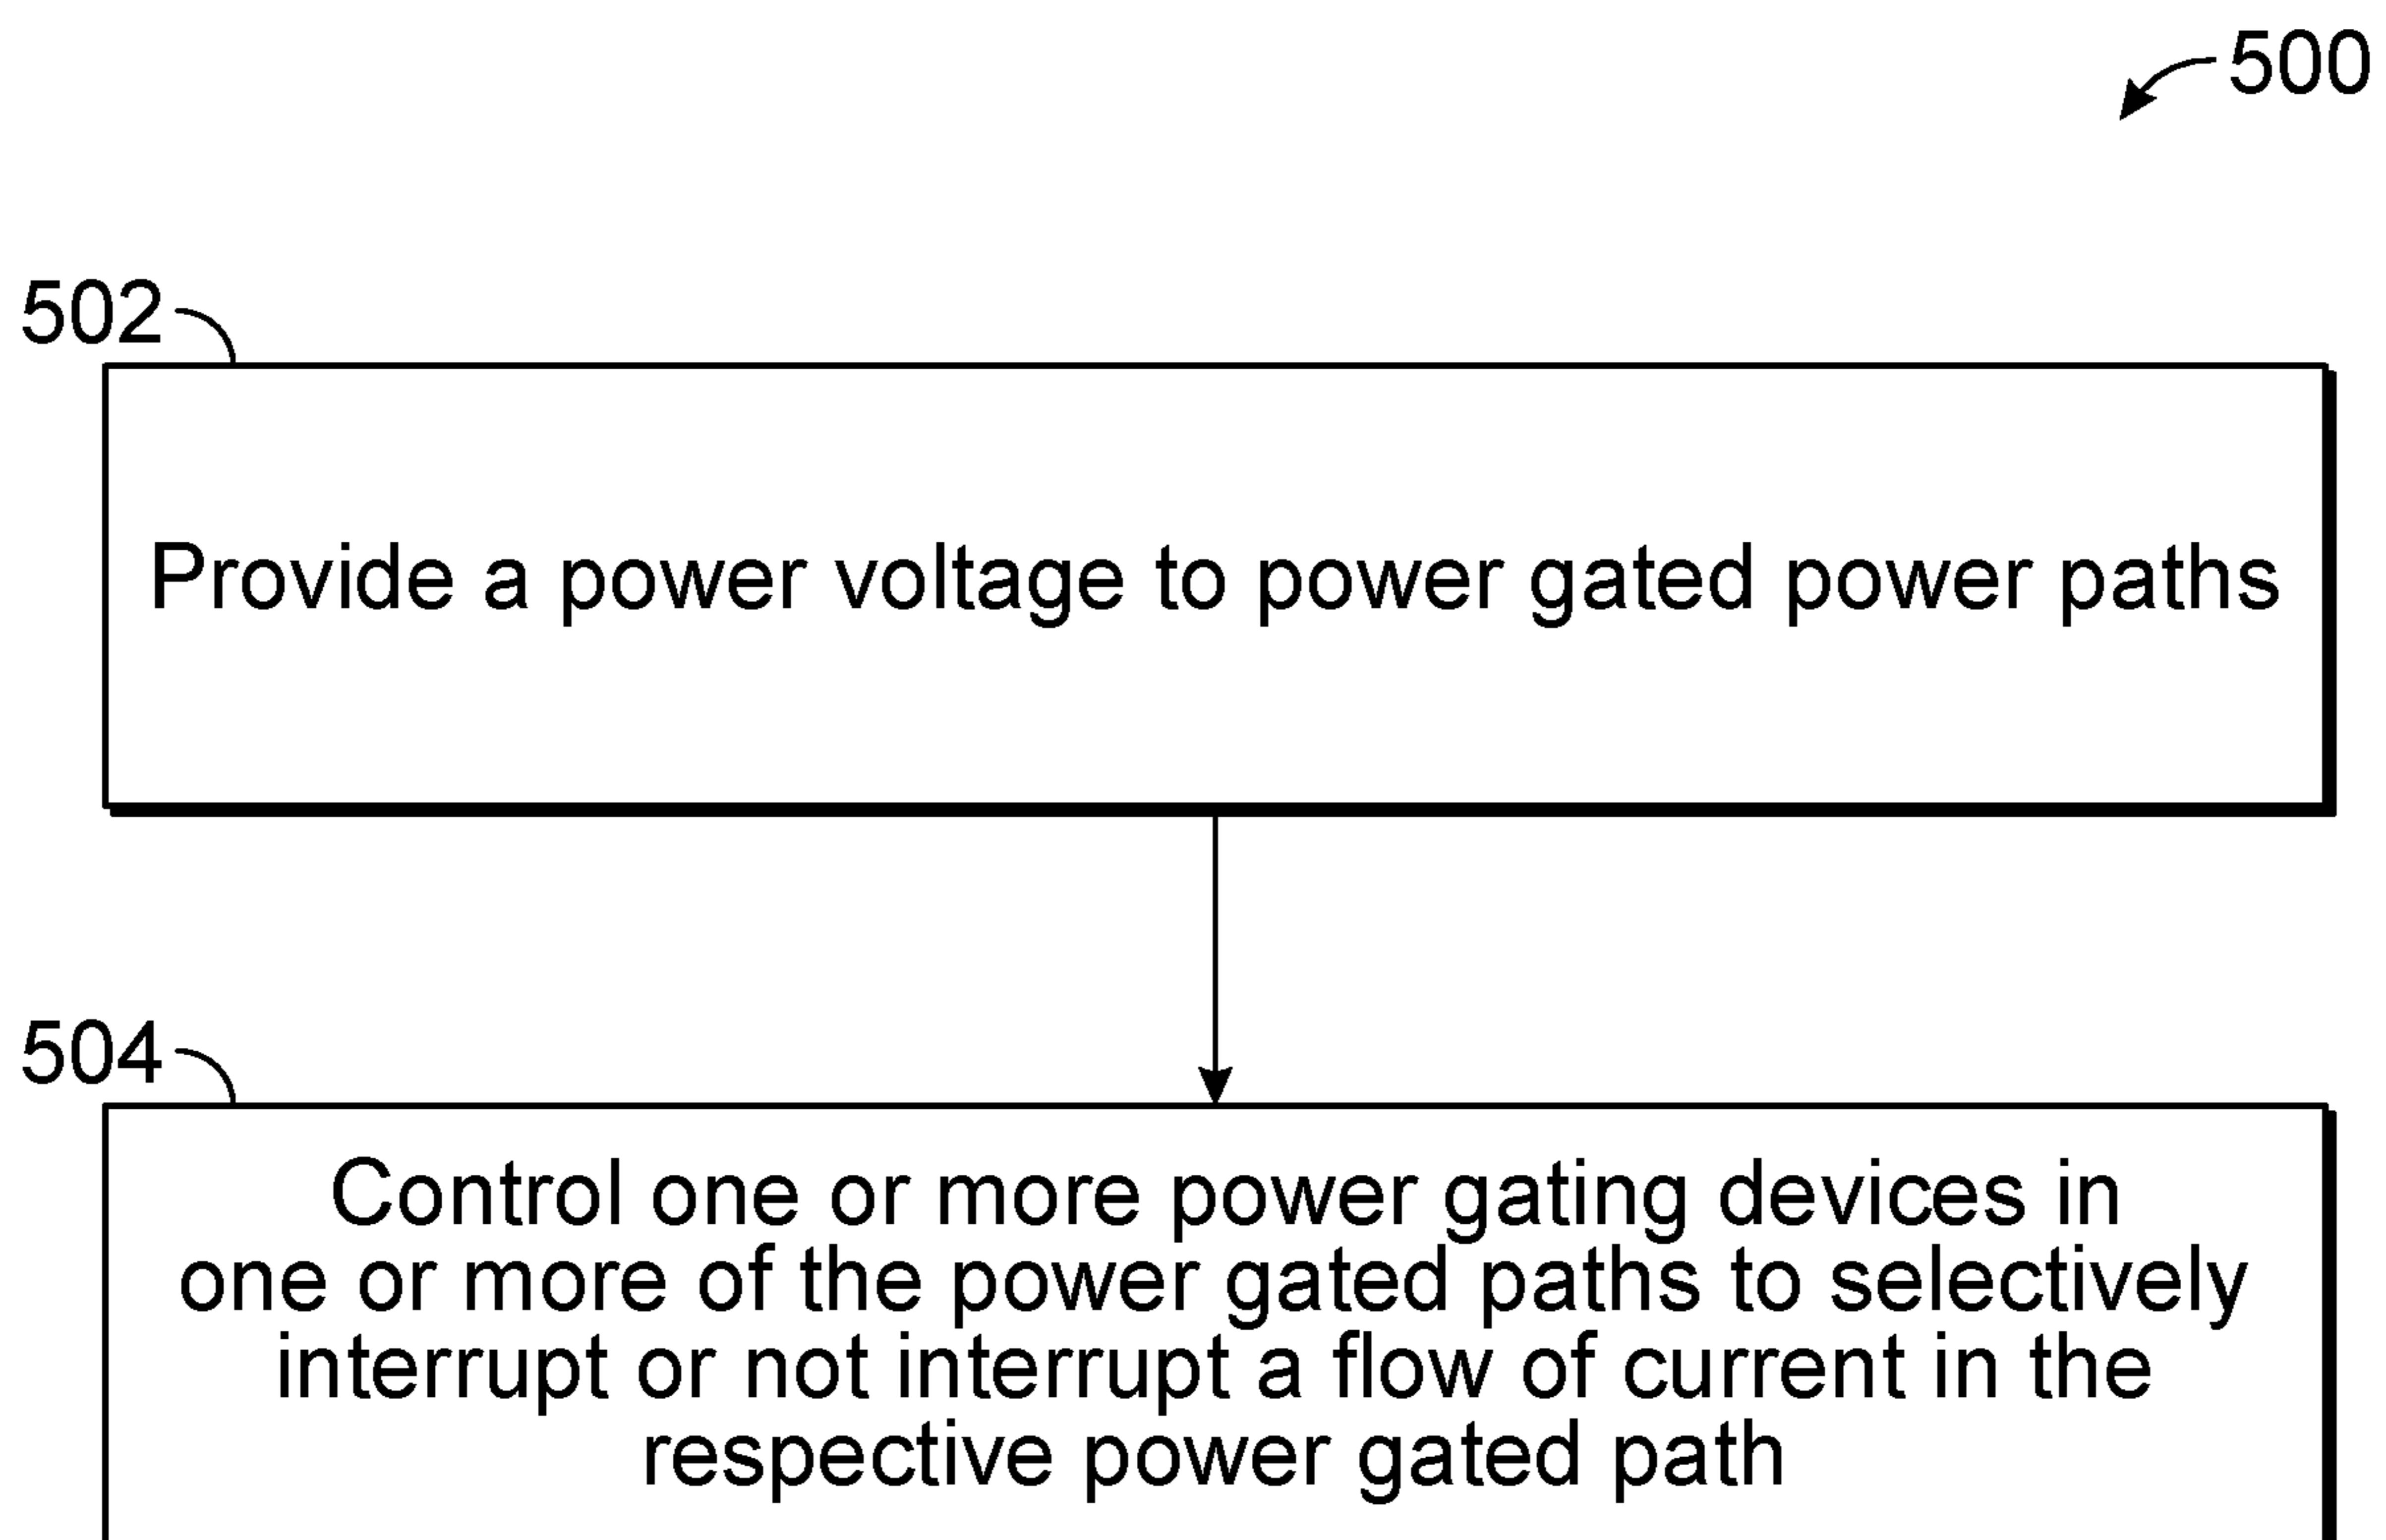 500
502
Provide a power voltage to power gated power paths
504
Control one or more power gating devices in
one or more of the power gated paths to selectively
interrupt or not interrupt a flow of current in the
respective power gated path